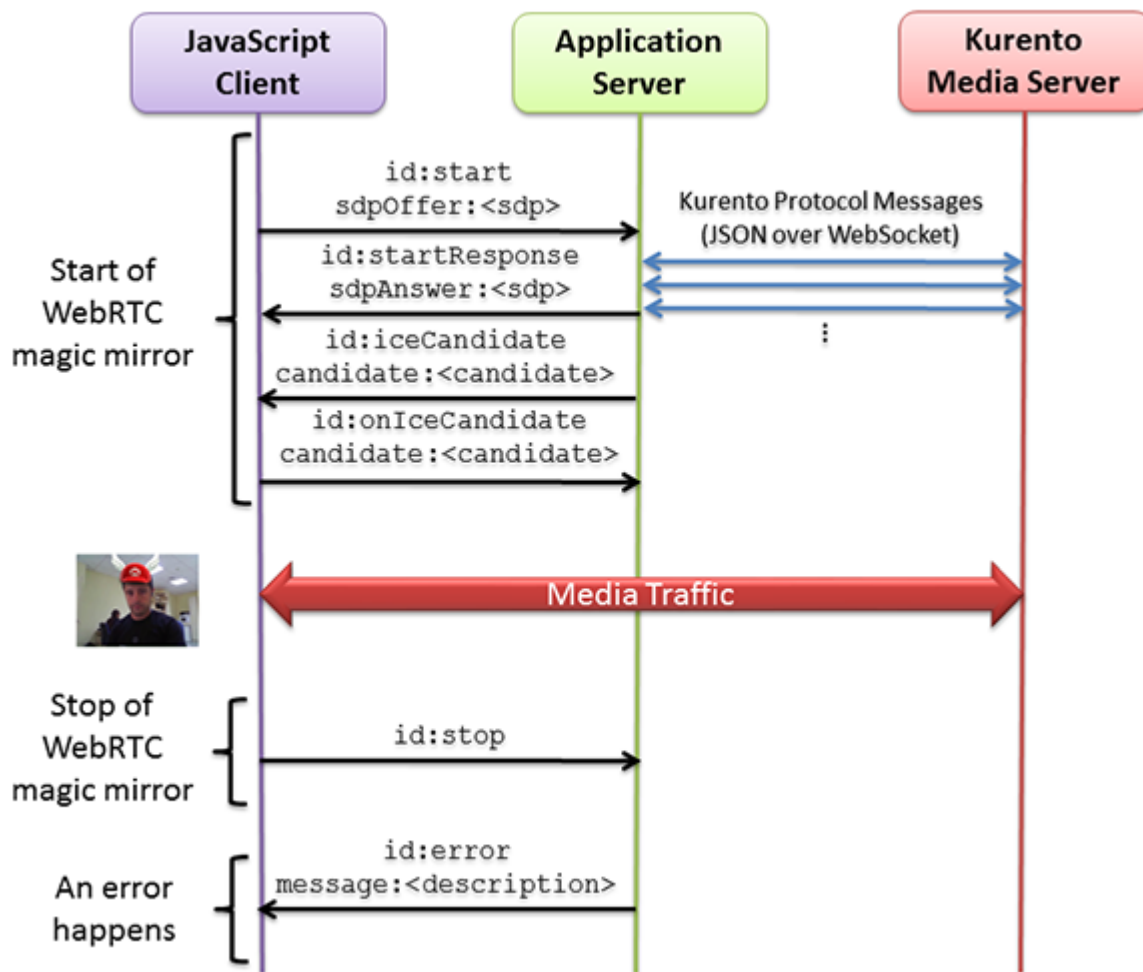 JavaScript
Client
Application
Server
Kurento
Media Server
Start of
WebRTC
magic mirror
id:start
sdpOffer:<sdp>
id:startResponse
sdpAnswer:<sdp>
id:iceCandidate
candidate:<candidate>
id:onIceCandidate
candidate:<candidate>
Kurento Protocol Messages
(JSON over WebSocket)
...
Media Traffic
Stop of
WebRTC
magic mirror
id:stop
An error
happens
id:error
message:<description>